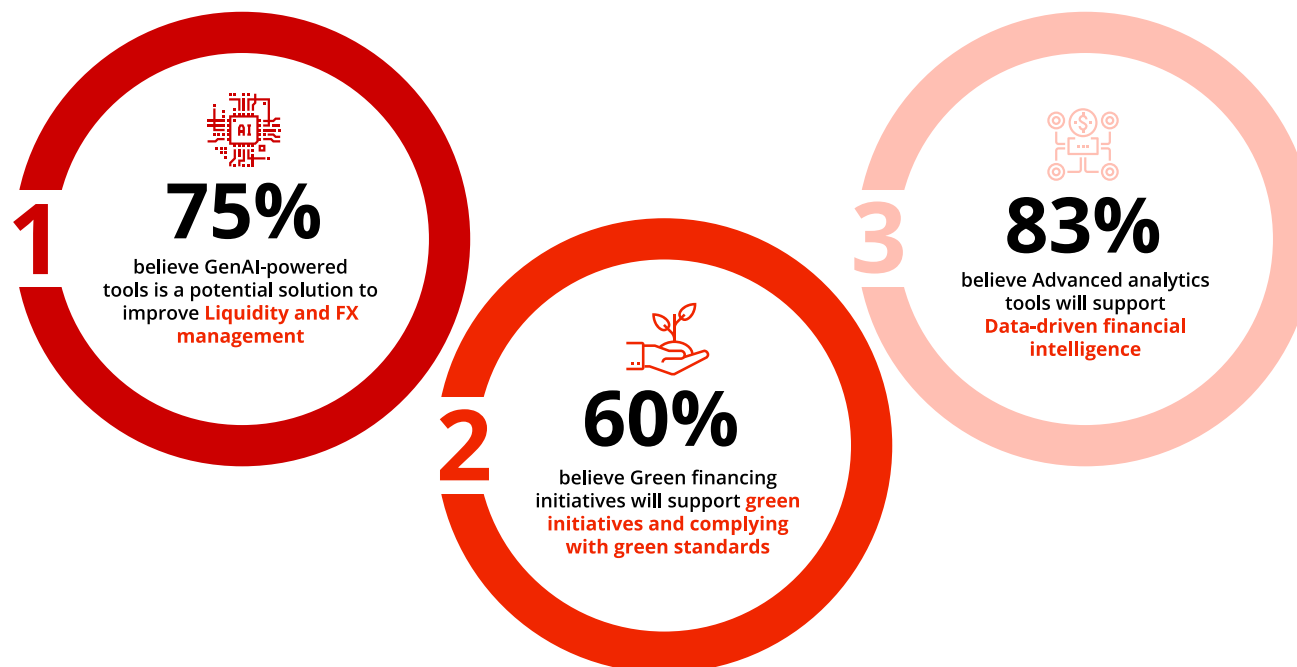 AI
1
75%
believe GenAI-powered
tools is a potential solution to
improve Liquidity and FX
management
2
60%
believe Green financing
initiatives will support green
initiatives and complying
with green standards
3
$
83%
believe Advanced analytics
tools will support
Data-driven financial
intelligence